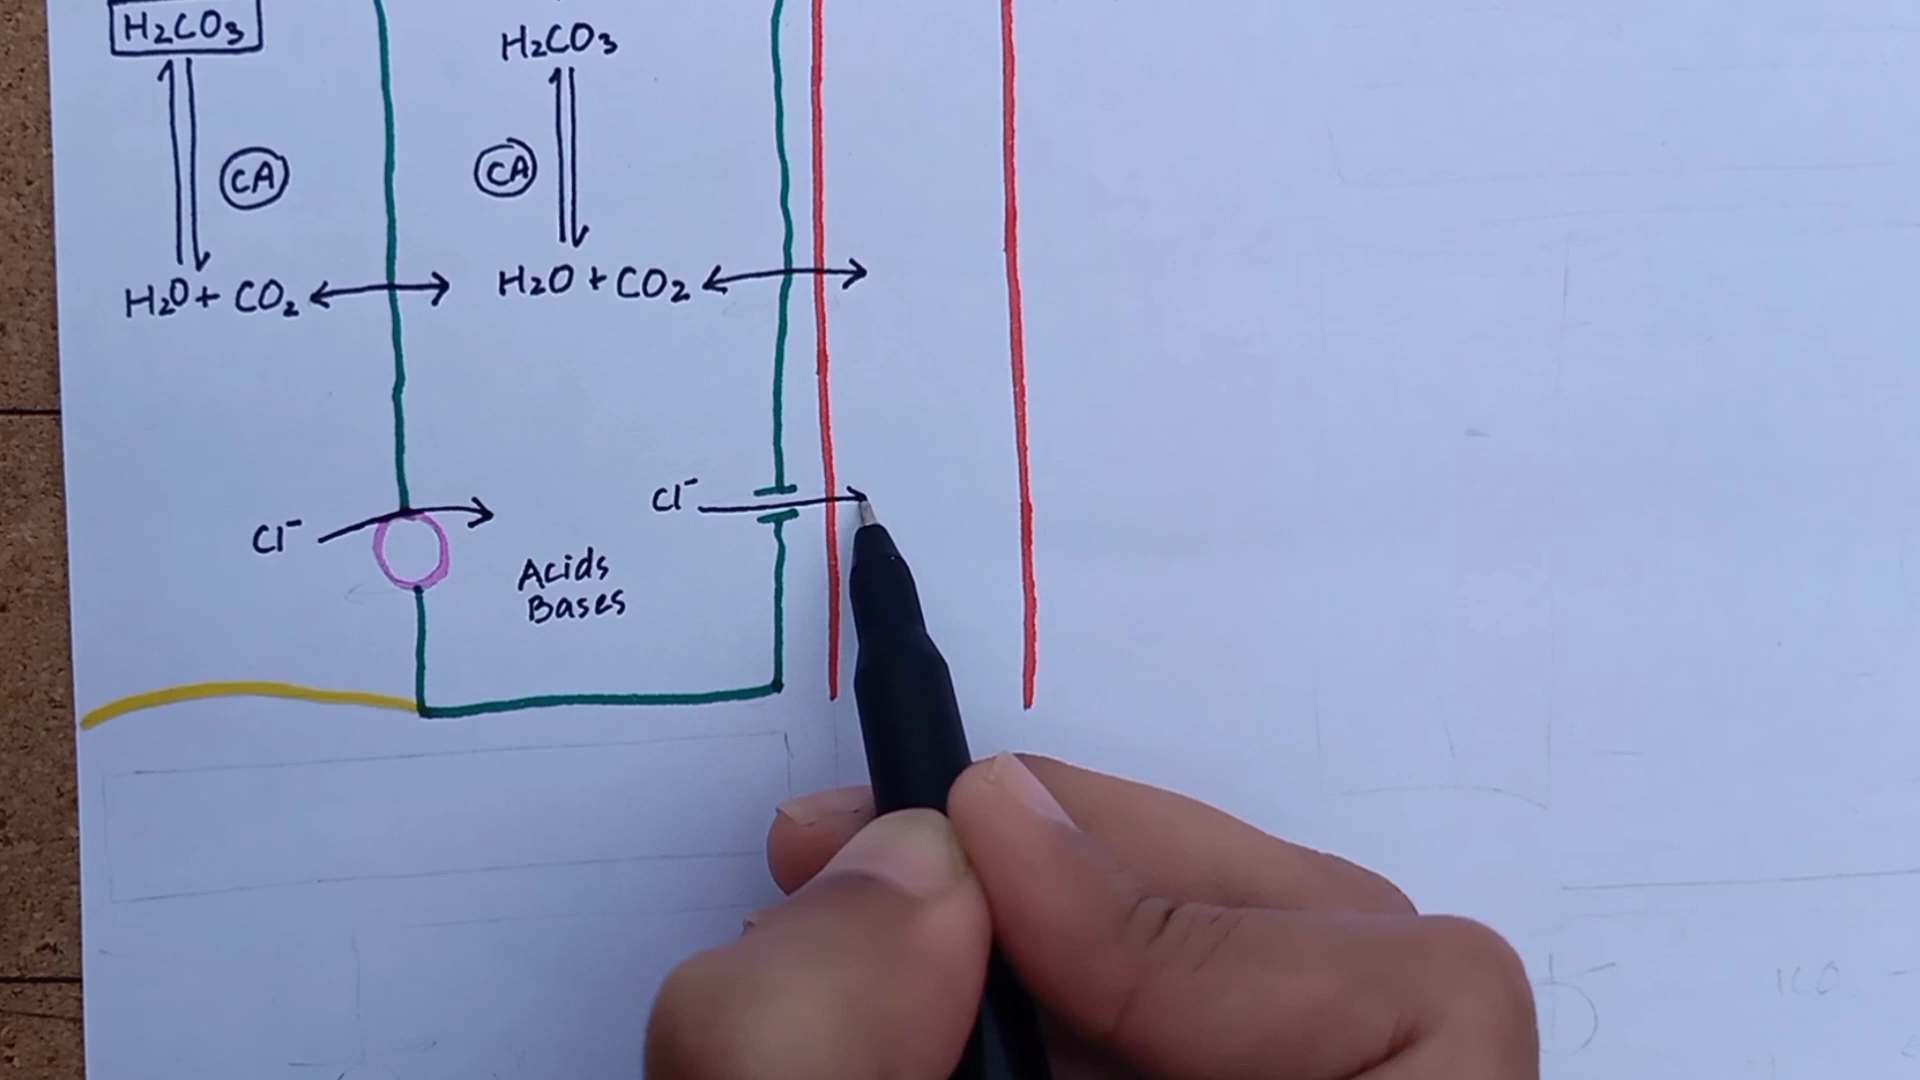 H₂CO₃
H₂CO₃
CA
CA
H₂O + CO₂
H₂O + CO₂
Cl⁻
Cl⁻
Acids
Bases